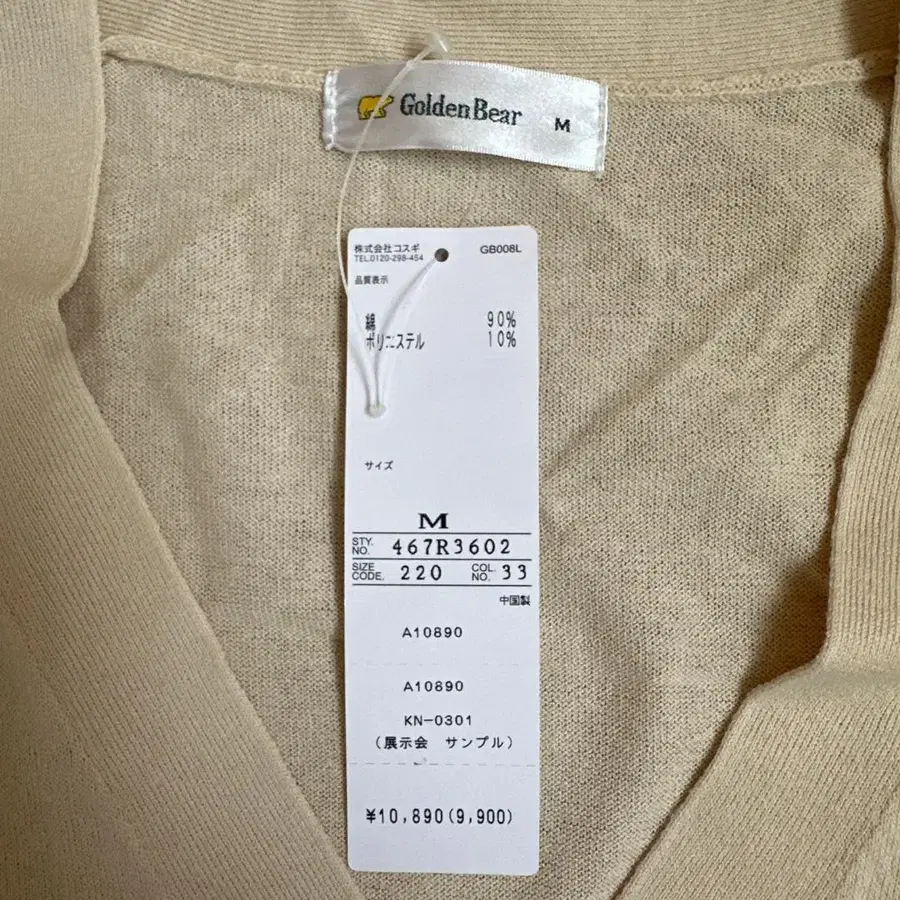 Golden Bear M
株式会社コスギ GB008L
TEL.0120-298-454
品質表示
綿 90%
ポリエステル 10%
サイズ
M
STY. NO. 467R3602
SIZE CODE. 220 COL. NO. 33
中国製
A10890
A10890
KN-0301
(展示会 サンプル)
¥10,890(9,900)